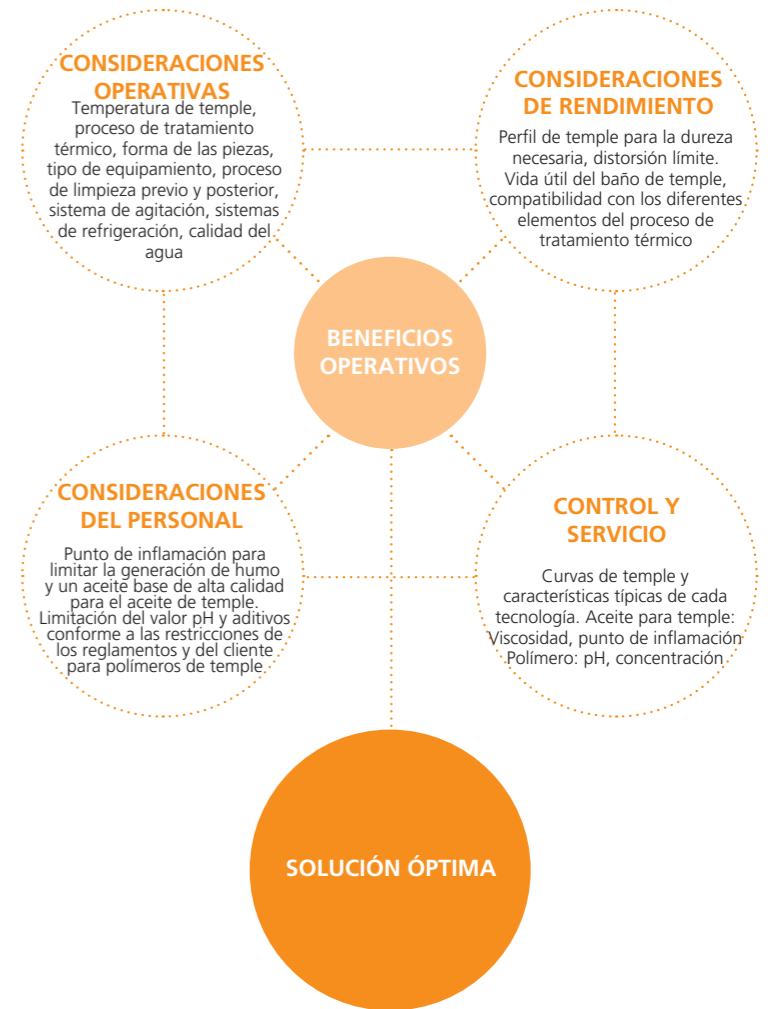 CONSIDERACIONES
OPERATIVAS
Temperatura de temple,
proceso de tratamiento
térmico, forma de las piezas,
tipo de equipamiento, proceso
de limpieza previo y posterior,
sistema de agitación, sistemas
de refrigeración, calidad del
agua
CONSIDERACIONES
DE RENDIMIENTO
Perfil de temple para la dureza
necesaria, distorsión límite.
Vida útil del baño de temple,
compatibilidad con los diferentes
elementos del proceso de
tratamiento térmico
BENEFICIOS
OPERATIVOS
CONSIDERACIONES
DEL PERSONAL
Punto de inflamación para
limitar la generación de humo
y un aceite base de alta calidad
para el aceite de temple.
Limitación del valor pH y aditivos
conforme a las restricciones de
los reglamentos y del cliente
para polímeros de temple.
CONTROL Y
SERVICIO
Curvas de temple y
características típicas de cada
tecnología. Aceite para temple:
Viscosidad, punto de inflamación
Polímero: pH, concentración
SOLUCIÓN ÓPTIMA